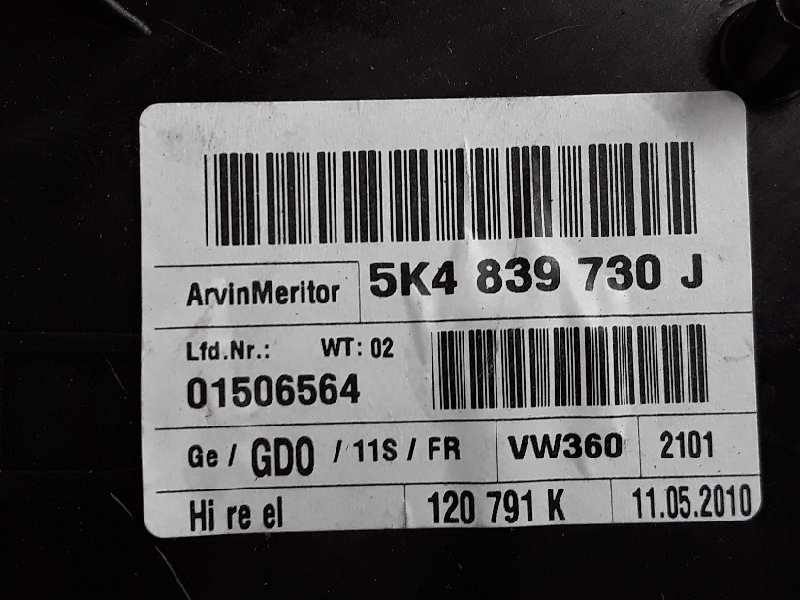 ArvinMeritor 5K4 839 730 J
Lfd.Nr.: WT: 02
01506564
Ge / GDO / 11S / FR VW360 2101
Hi re el 120 791 K 11.05.2010